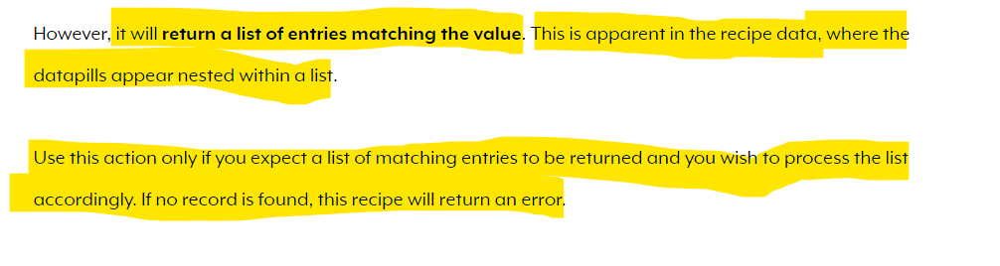 However, it will return a list of entries matching the value. This is apparent in the recipe data, where the
datapills appear nested within a list.
Use this action only if you expect a list of matching entries to be returned and you wish to process the list
accordingly. If no record is found, this recipe will return an error.